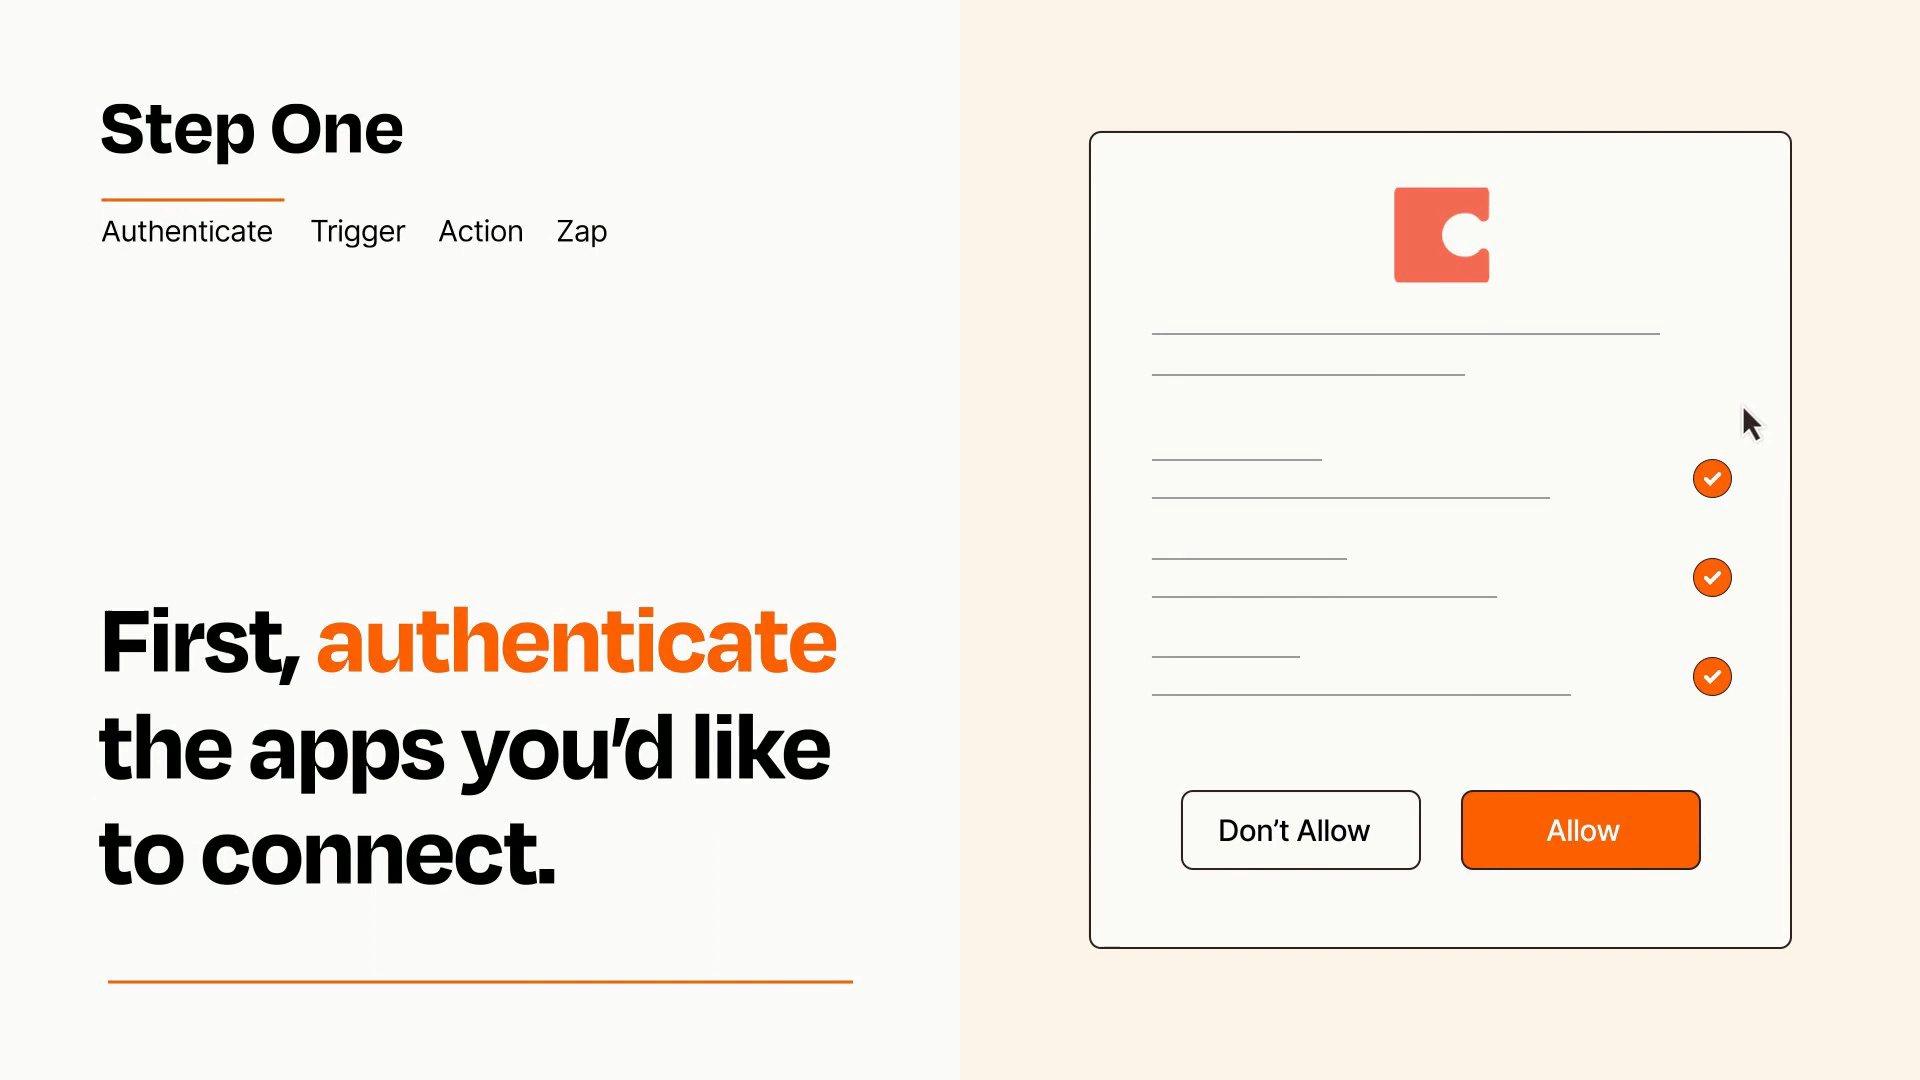 Step One
Authenticate Trigger Action Zap
First, authenticate
the apps you’d like
to connect.
Don’t Allow Allow